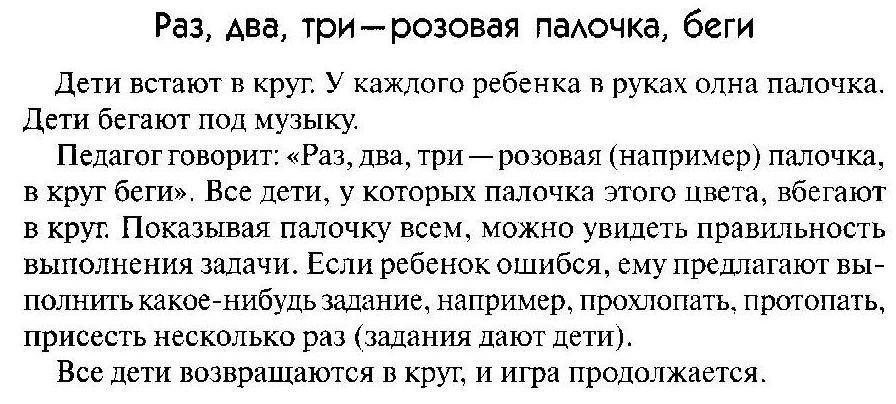 Раз, два, три—розовая палочка, беги
Дети встают в круг. У каждого ребенка в руках одна палочка.
Дети бегают под музыку.
Педагог говорит: «Раз, два, три—розовая (например) палочка,
в круг беги». Все дети, у которых палочка этого цвета, вбегают
в круг. Показывая палочку всем, можно увидеть правильность
выполнения задачи. Если ребенок ошибся, ему предлагают вы-
полнить какое-нибудь задание, например, прохлопать, протопать,
присесть несколько раз (задания дают дети).
Все дети возвращаются в круг, и игра продолжается.